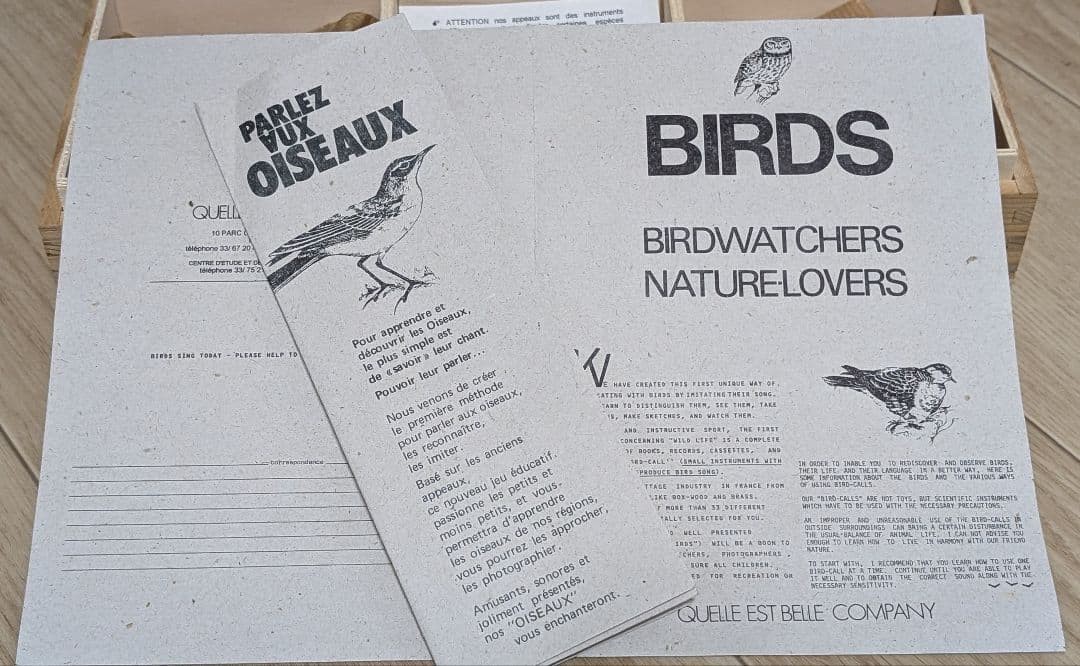 ATTENTION nos appeaux sont des instruments
certaines espèces
PARLEZ
AUX
OISEAUX
Pour apprendre et
découvrir les Oiseaux,
le plus simple est
de «savoir» leur chant.
Pouvoir leur parler...
Nous venons de créer
le première méthode
pour parler aux oiseaux,
les reconnaître,
les imiter.
Basé sur les anciens
appeaux,
ce nouveau jeu éducatif
passionne les petits et
moins petits, et vous
permettra d'apprendre
les oiseaux de nos régions,
vous pourrez les approcher,
les photographier.
Amusants, sonores et
joliment présentés,
nos "OISEAUX"
vous enchanteront.
QUELL
10 PARC
téléphone 33/ 67 20
CENTRE D'ETUDE ET DE
téléphone 33/ 75 2
BIRDS SING TODAY - PLEASE HELP TO
correspondance
BIRDS
BIRDWATCHERS
NATURE-LOVERS
WE HAVE CREATED THIS FIRST UNIQUE WAY OF
CATING WITH BIRDS BY IMITATING THEIR SONG.
ARN TO DISTINGUISH THEM, SEE THEM, TAKE
S, MAKE SKETCHES, AND WATCH THEM.
AND INSTRUCTIVE SPORT, THE FIRST
CONCERNING "WILD LIFE" IS A COMPLETE
F BOOKS, RECORDS, CASSETTES, AND
RD-CALL" (SMALL INSTRUMENTS WITH
PRODUCE BIRD SONG).
TTAGE INDUSTRY IN FRANCE FROM
LIKE BOX-WOOD AND BRASS.
F MORE THAN 33 DIFFERENT
ALLY SELECTED FOR YOU.
D WELL PRESENTED
IRDS") WILL BE A BOON TO
CHERS, PHOTOGRAPHERS,
SURE ALL CHILDREN.
ED FOR RECREATION OR
IN ORDER TO INABLE YOU TO REDISCOVER AND OBSERVE BIRDS,
THEIR LIFE, AND THEIR LANGUAGE IN A BETTER WAY, HERE IS
SOME INFORMATION ABOUT THE BIRDS AND THE VARIOUS WAYS
OF USING BIRD-CALLS.
OUR "BIRD-CALLS" ARE NOT TOYS, BUT SCIENTIFIC INSTRUMENTS
WHICH HAVE TO BE USED WITH THE NECESSARY PRECAUTIONS.
AN IMPROPER AND UNREASONABLE USE OF THE BIRD-CALLS IN
OUTSIDE SURROUNDINGS CAN BRING A CERTAIN DISTURBANCE IN
THE USUAL-BALANCE OF ANIMAL LIFE. I CAN NOT ADVISE YOU
ENOUGH TO LEARN HOW TO LIVE IN HARMONY WITH OUR FRIEND
NATURE.
TO START WITH, I RECOMMEND THAT YOU LEARN HOW TO USE ONE
BIRD-CALL AT A TIME. CONTINUE UNTIL YOU ARE ABLE TO PLAY
IT WELL AND TO OBTAIN THE CORRECT SOUND ALONG WITH THE
NECESSARY SENSITIVITY.
QUELLE EST BELLE COMPANY